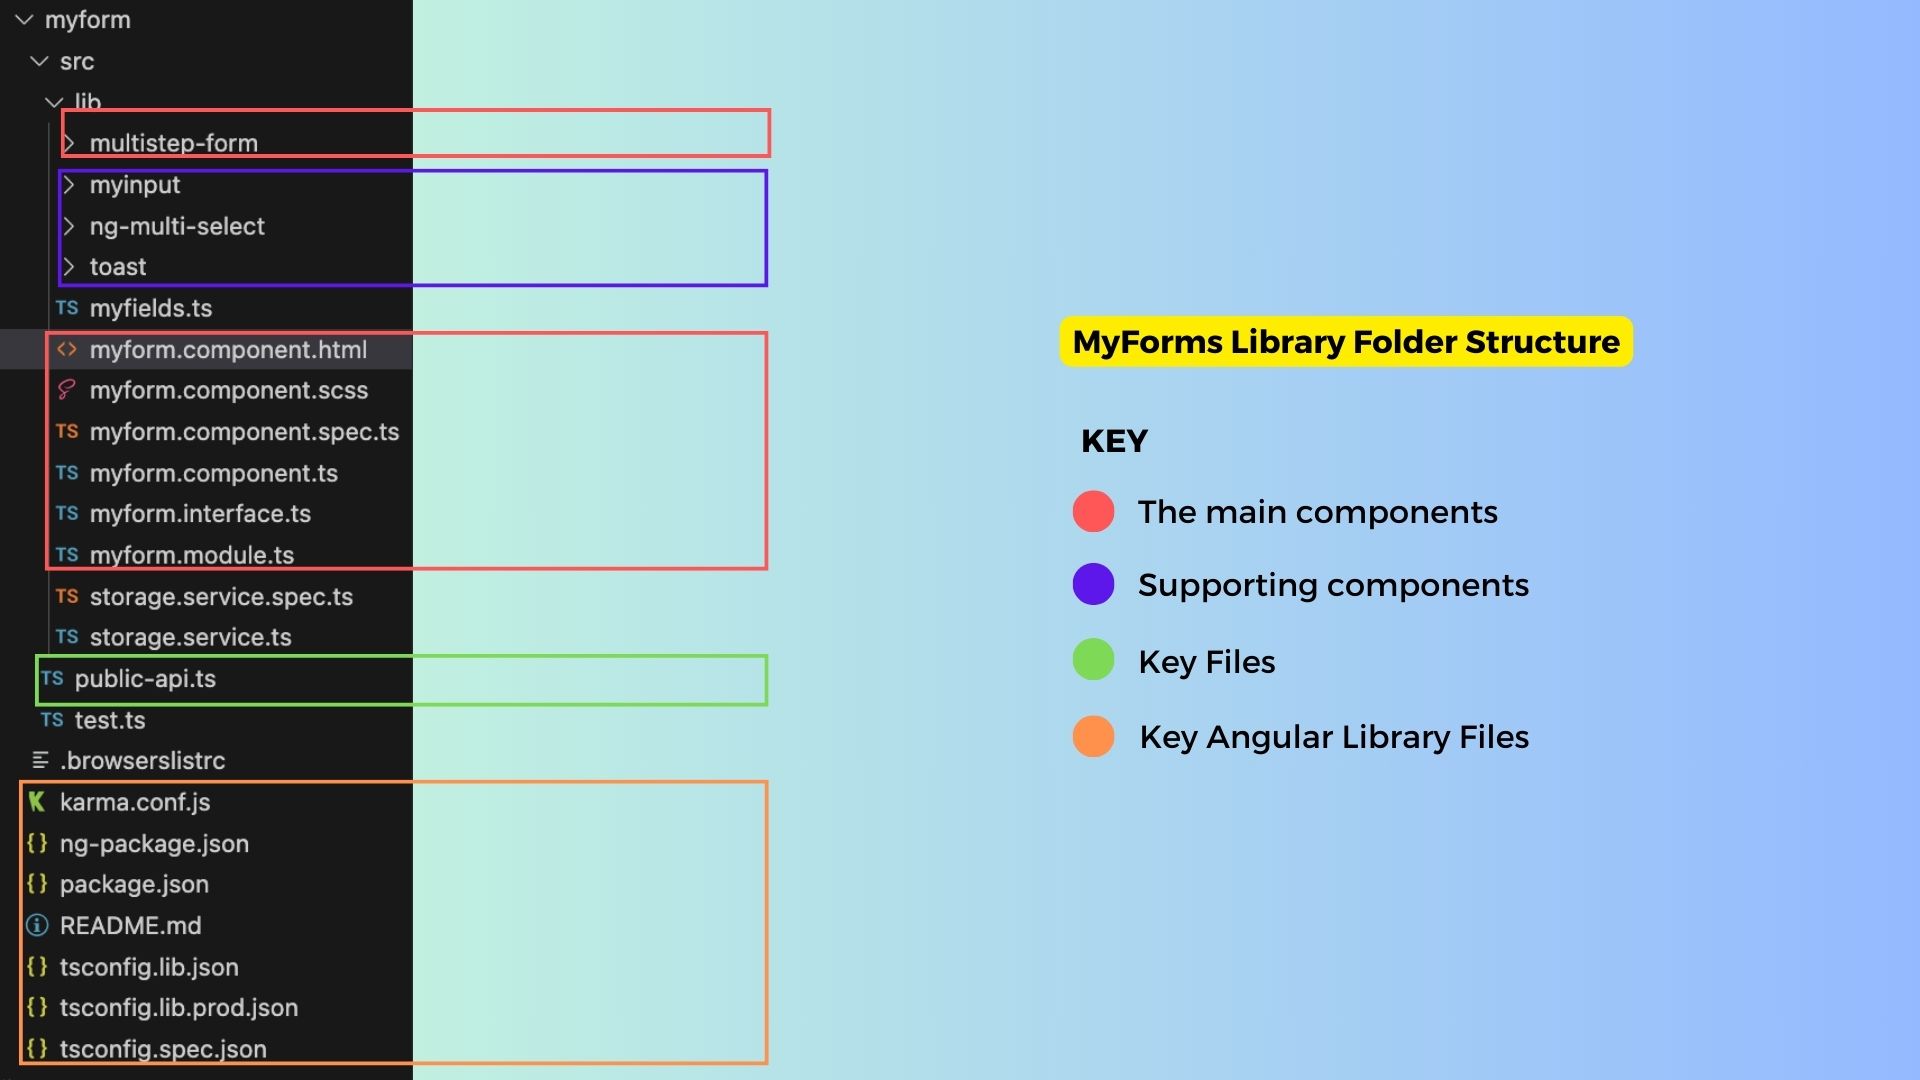 myform
src
lib
multistep-form
myinput
ng-multi-select
toast
TS myfields.ts
<> myform.component.html
myform.component.scss
TS myform.component.spec.ts
TS myform.component.ts
TS myform.interface.ts
TS myform.module.ts
TS storage.service.spec.ts
TS storage.service.ts
TS public-api.ts
TS test.ts
.browserslistrc
K karma.conf.js
{} ng-package.json
{} package.json
README.md
{} tsconfig.lib.json
{} tsconfig.lib.prod.json
{} tsconfig.spec.json
MyForms Library Folder Structure
KEY
The main components
Supporting components
Key Files
Key Angular Library Files